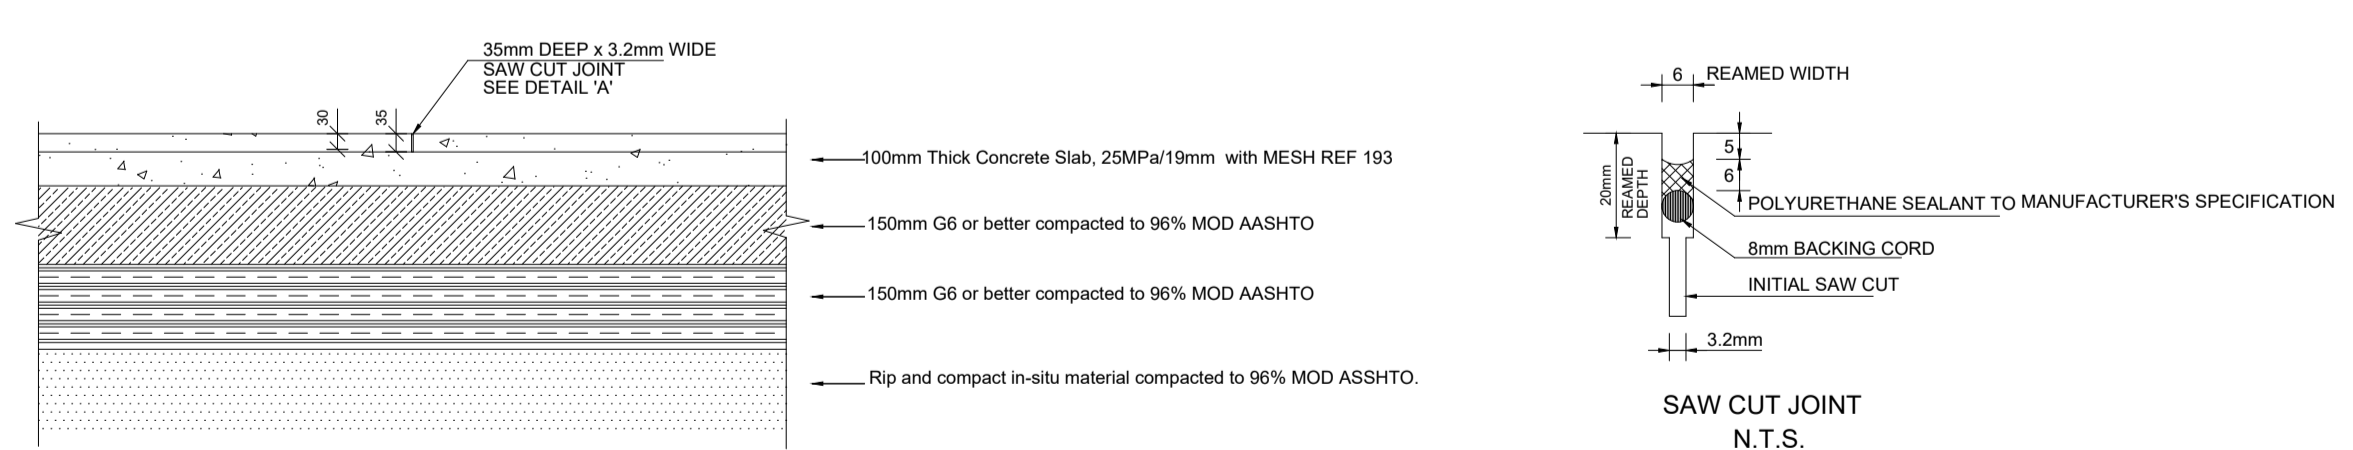 35mm DEEP x 3.2mm WIDE
SAW CUT JOINT
SEE DETAIL 'A'
30
35
100mm Thick Concrete Slab, 25MPa/19mm with MESH REF 193
150mm G6 or better compacted to 96% MOD AASHTO
150mm G6 or better compacted to 96% MOD AASHTO
Rip and compact in-situ material compacted to 96% MOD ASSHTO.
6 REAMED WIDTH
5
6
20mm
REAMED
DEPTH
POLYURETHANE SEALANT TO MANUFACTURER'S SPECIFICATION
8mm BACKING CORD
INITIAL SAW CUT
3.2mm
SAW CUT JOINT
N.T.S.